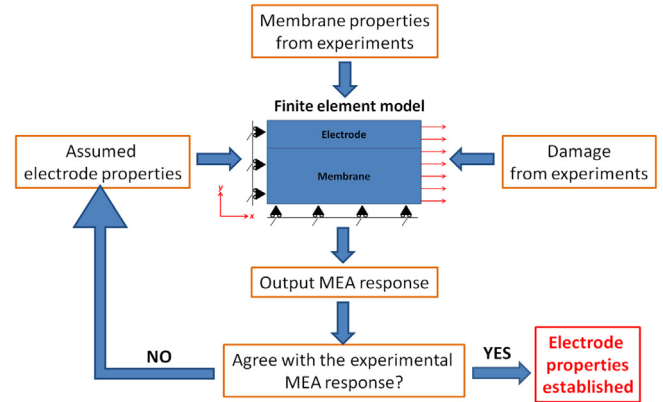 Membrane properties
from experiments
Finite element model
Assumed
electrode properties
Electrode
Membrane
y
x
Damage
from experiments
Output MEA response
NO
Agree with the experimental
MEA response?
YES
Electrode
properties
established